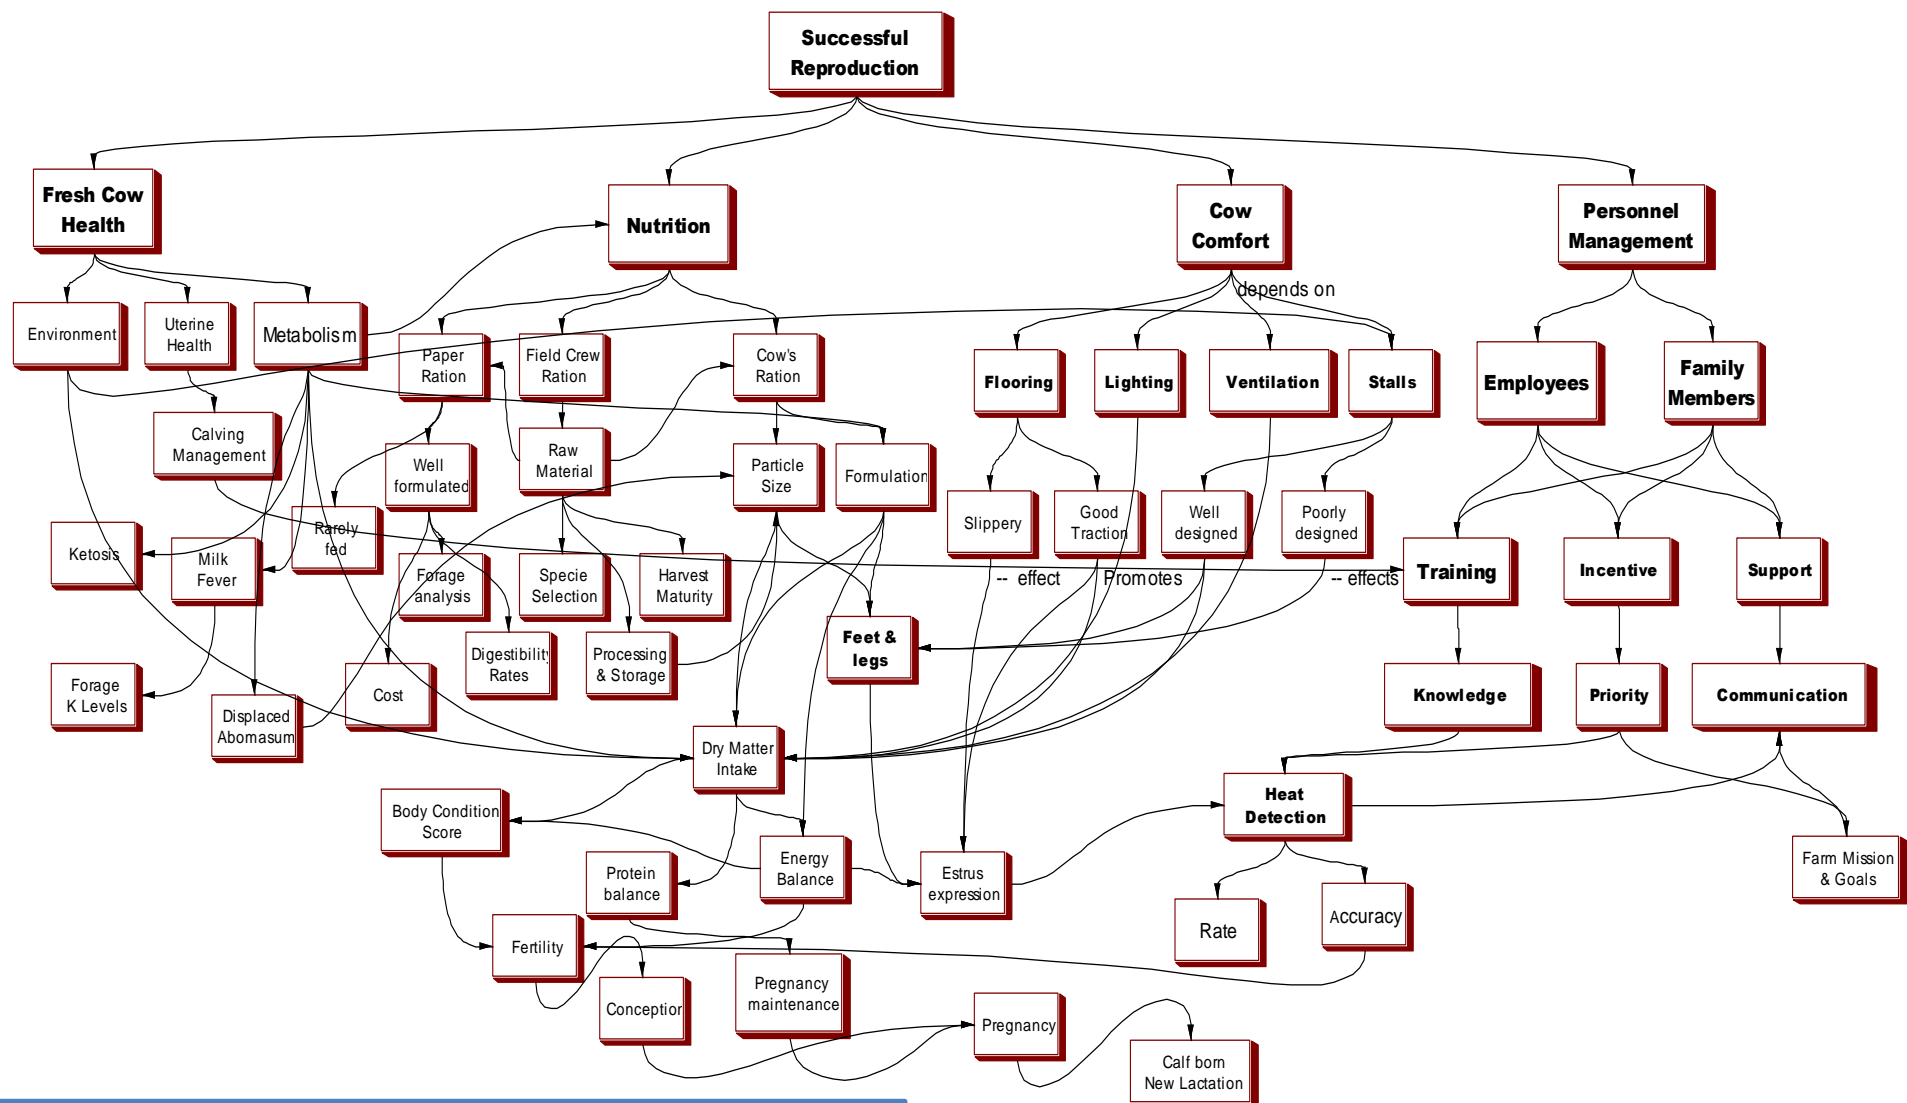 Successful
Reproduction
Fresh Cow
Health
Nutrition
Cow
Comfort
Personnel
Management
depends on
Environment
Uterine
Health
Metabolism
Paper
Ration
Field Crew
Ration
Cow's
Ration
Flooring
Lighting
Ventilation
Stalls
Employees
Family
Members
Calving
Management
Well
formulated
Raw
Material
Particle
Size
Formulation
Slippery
Good
Traction
Well
designed
Poorly
designed
Ketosis
Milk
Fever
Rarely
fed
Forage
analysis
Specie
Selection
Harvest
Maturity
-- effect
Promotes
-- effects
Training
Incentive
Support
Feet &
legs
Digestibility
Rates
Processing
& Storage
Forage
K Levels
Displaced
Abomasum
Cost
Knowledge
Priority
Communication
Dry Matter
Intake
Body Condition
Score
Heat
Detection
Protein
balance
Energy
Balance
Estrus
expression
Farm Mission
& Goals
Rate
Accuracy
Fertility
Conception
Pregnancy
maintenance
Pregnancy
Calf born
New Lactation